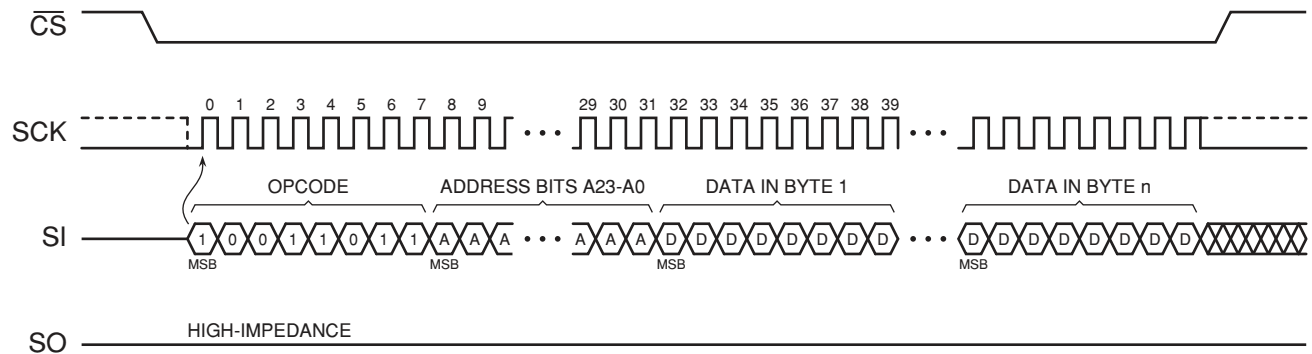 CS
SCK
0 1 2 3 4 5 6 7 8 9 29 30 31 32 33 34 35 36 37 38 39
OPCODE ADDRESS BITS A23-A0 DATA IN BYTE 1 DATA IN BYTE n
SI
1 0 0 1 1 0 1 1 A A A A A A D D D D D D D D D D D D D D D D
MSB MSB MSB MSB
SO
HIGH-IMPEDANCE